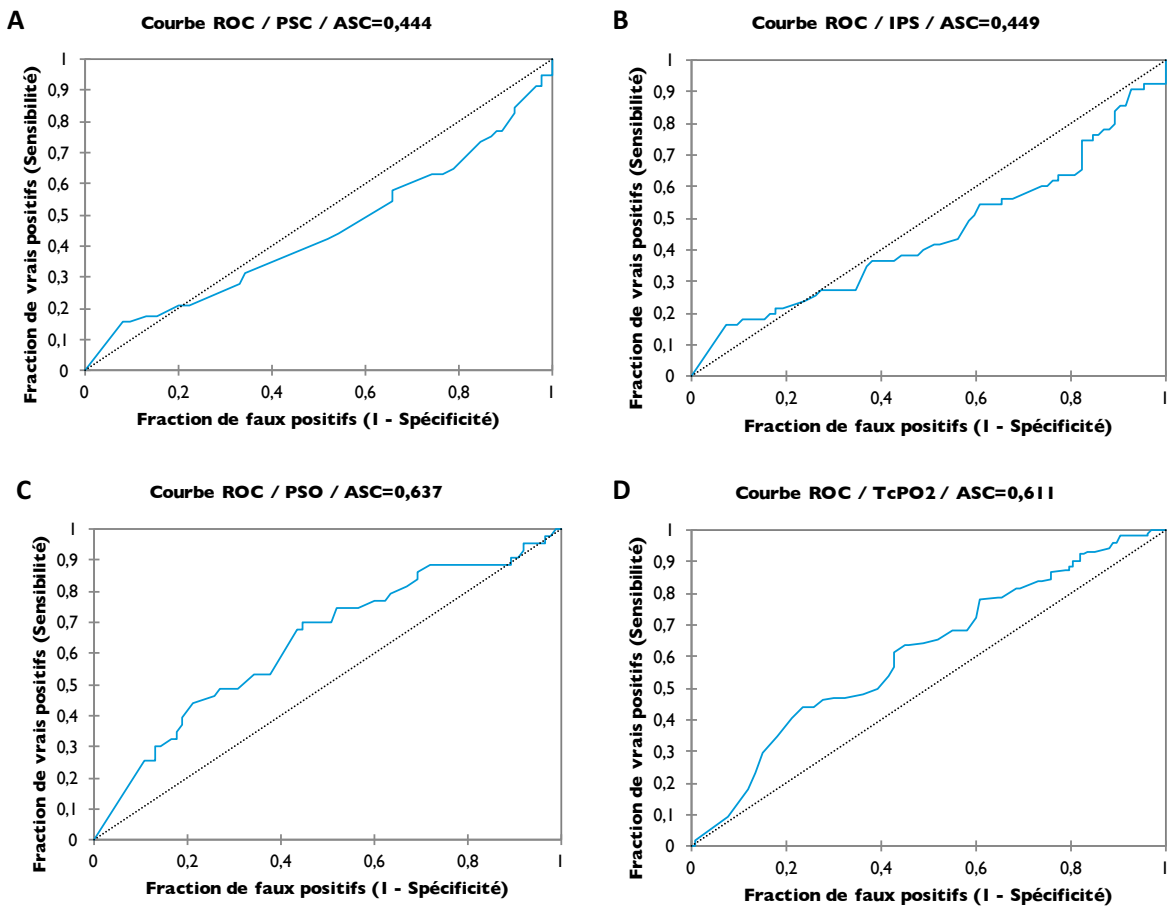 A
Courbe ROC / PSC / ASC=0,444
Fraction de vrais positifs (Sensibilité)
1
0,9
0,8
0,7
0,6
0,5
0,4
0,3
0,2
0,1
0
0 0,2 0,4 0,6 0,8 1
Fraction de faux positifs (1 - Spécificité)
B
Courbe ROC / IPS / ASC=0,449
Fraction de vrais positifs (Sensibilité)
1
0,9
0,8
0,7
0,6
0,5
0,4
0,3
0,2
0,1
0
0 0,2 0,4 0,6 0,8 1
Fraction de faux positifs (1 - Spécificité)
C
Courbe ROC / PSO / ASC=0,637
Fraction de vrais positifs (Sensibilité)
1
0,9
0,8
0,7
0,6
0,5
0,4
0,3
0,2
0,1
0
0 0,2 0,4 0,6 0,8 1
Fraction de faux positifs (1 - Spécificité)
D
Courbe ROC / TcPO2 / ASC=0,611
Fraction de vrais positifs (Sensibilité)
1
0,9
0,8
0,7
0,6
0,5
0,4
0,3
0,2
0,1
0
0 0,2 0,4 0,6 0,8 1
Fraction de faux positifs (1 - Spécificité)